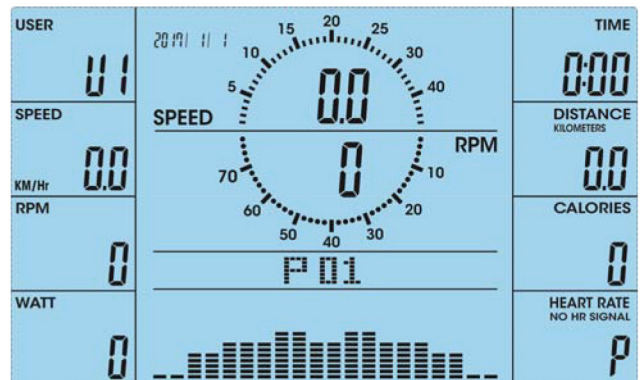 USER
U1
SPEED
KM/Hr 0.0
RPM
0
WATT
0
2017/ 1/ 1
5 10 15 20 25 30 40
0.0
SPEED
RPM
0
70 60 50 40 30 20 10
P01
TIME
0:00
DISTANCE
KILOMETERS
0.0
CALORIES
0
HEART RATE
NO HR SIGNAL
P